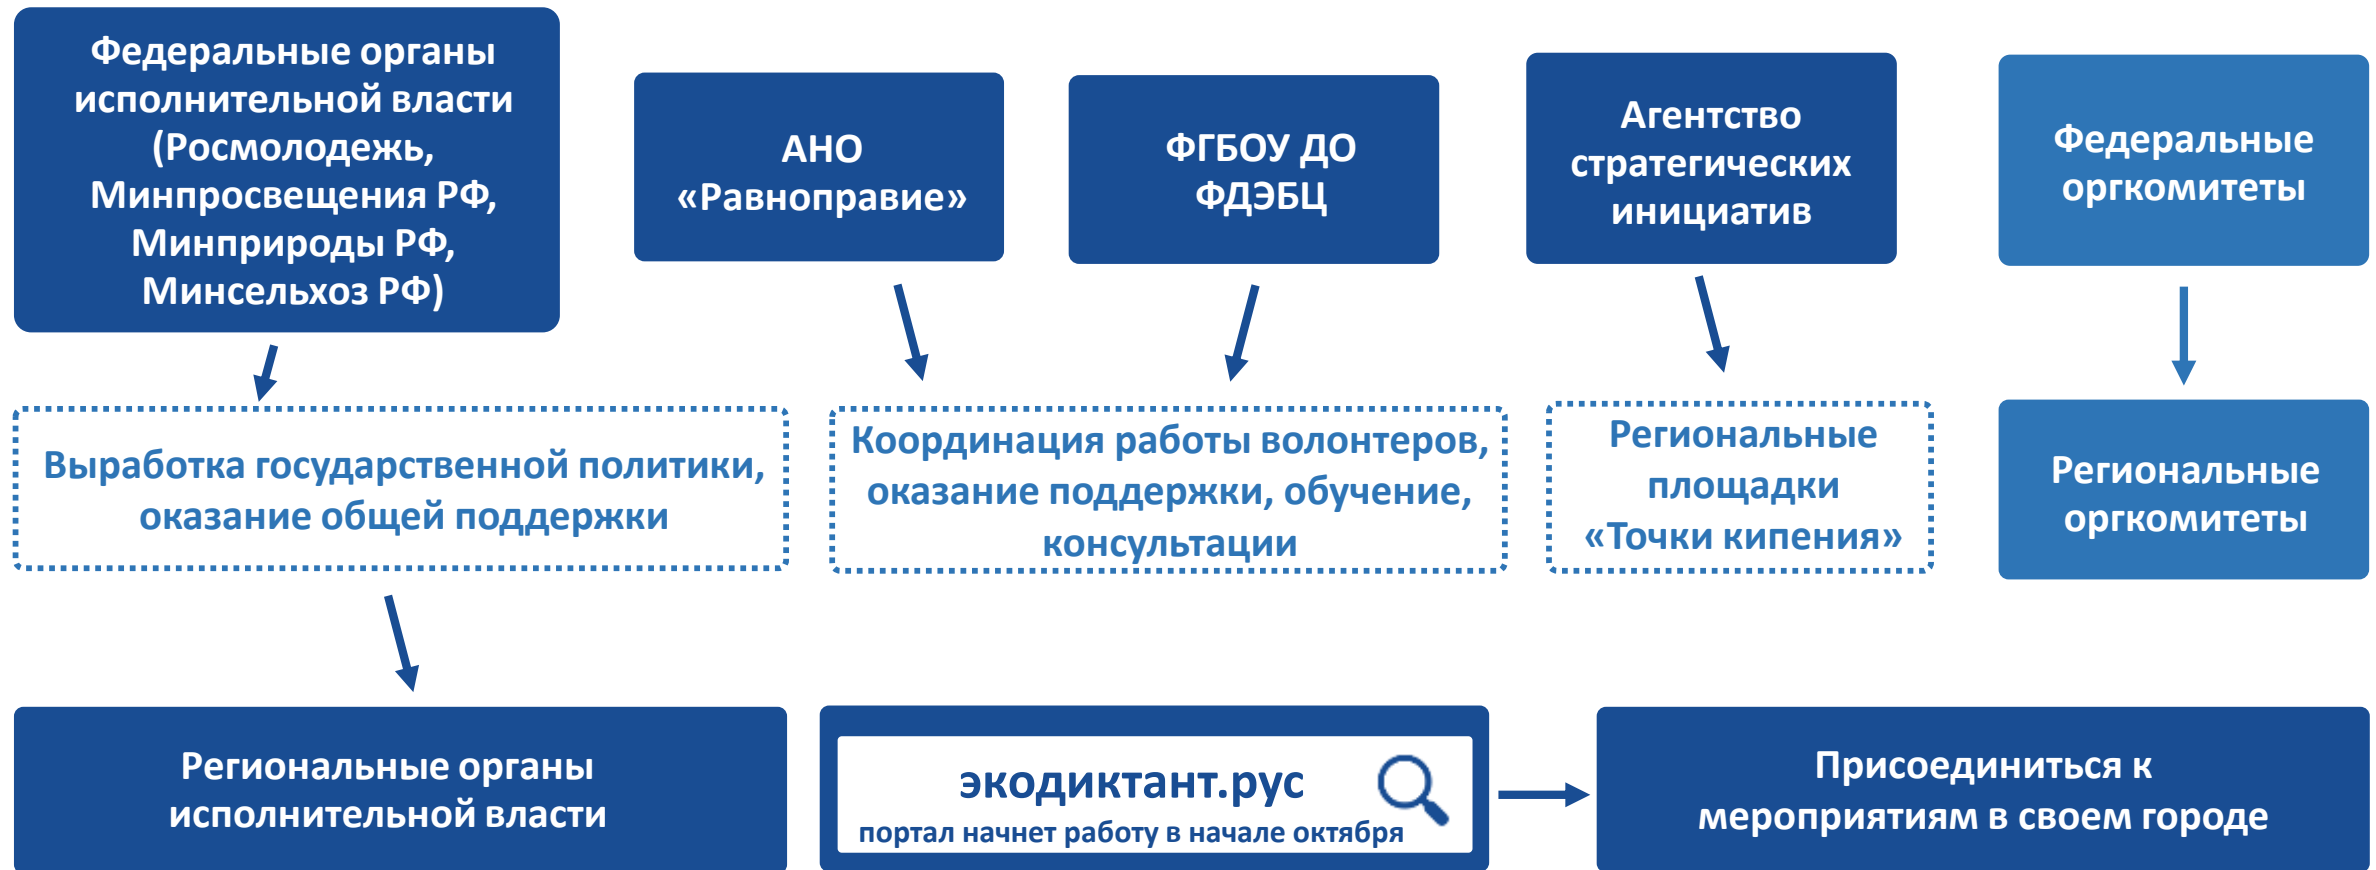 Федеральные органы
исполнительной власти
(Росмолодежь,
Минпросвещения РФ,
Минприроды РФ,
Минсельхоз РФ)
АНО
«Равноправие»
ФГБОУ ДО
ФДЭБЦ
Агентство
стратегических
инициатив
Федеральные
оргкомитеты
Выработка государственной политики,
оказание общей поддержки
Координация работы волонтеров,
оказание поддержки, обучение,
консультации
Региональные
площадки
«Точки кипения»
Региональные
оргкомитеты
Региональные органы
исполнительной власти
экодиктант.рус
портал начнет работу в начале октября
Присоединиться к
мероприятиям в своем городе